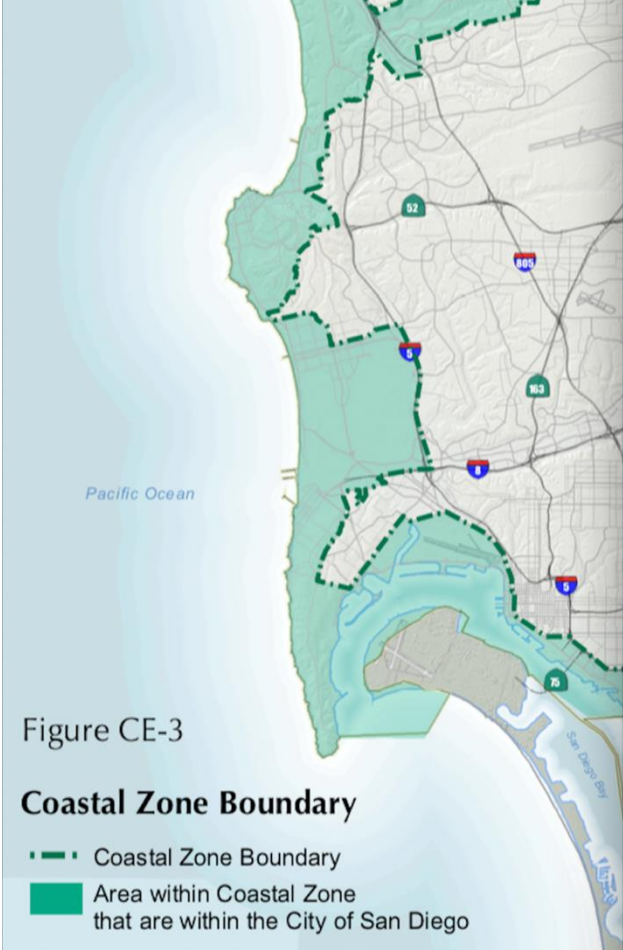 52
805
5
163
8
Pacific Ocean
5
75
San Diego Bay
Figure CE-3
Coastal Zone Boundary
Coastal Zone Boundary
Area within Coastal Zone
that are within the City of San Diego